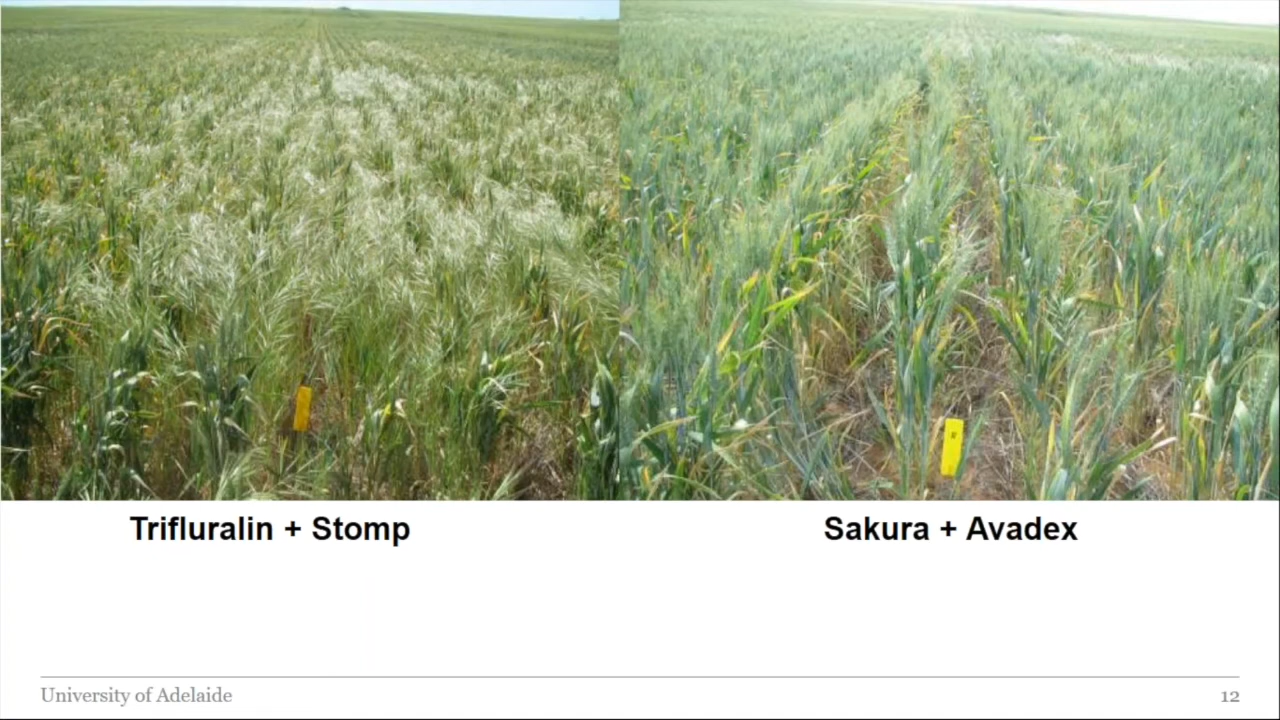 Trifluralin + Stomp
Sakura + Avadex
University of Adelaide
12